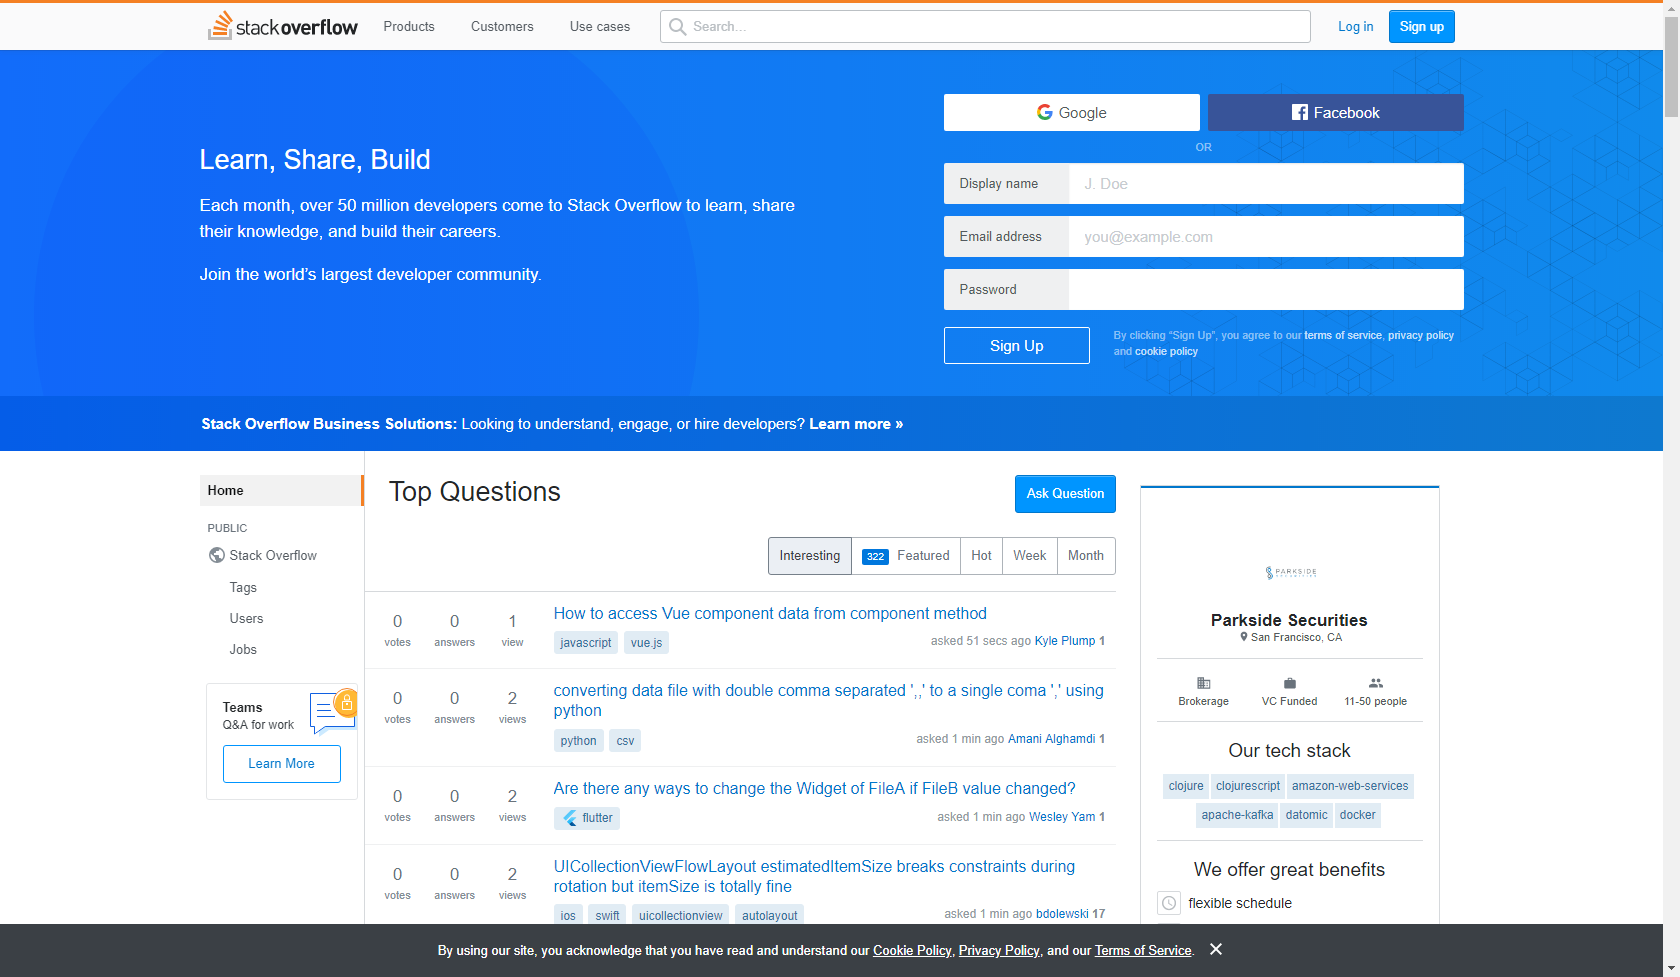 stackoverflow Products Customers Use cases Search... Log in Sign up
Google Facebook
OR
Learn, Share, Build
Each month, over 50 million developers come to Stack Overflow to learn, share
their knowledge, and build their careers.
Join the world's largest developer community.
Display name J. Doe
Email address you@example.com
Password
Sign Up By clicking “Sign Up”, you agree to our terms of service, privacy policy
and cookie policy
Stack Overflow Business Solutions: Looking to understand, engage, or hire developers? Learn more »
Home
PUBLIC
Stack Overflow
Tags
Users
Jobs
Teams
Q&A for work
Learn More
Top Questions Ask Question
Interesting 322 Featured Hot Week Month
0 votes 0 answers 1 view
How to access Vue component data from component method
javascript vue.js
asked 51 secs ago Kyle Plump 1
0 votes 0 answers 2 views
converting data file with double comma separated ',,' to a single coma ',' using
python
python csv
asked 1 min ago Amani Alghamdi 1
0 votes 0 answers 2 views
Are there any ways to change the Widget of FileA if FileB value changed?
flutter
asked 1 min ago Wesley Yam 1
0 votes 0 answers 2 views
UICollectionViewFlowLayout estimatedItemSize breaks constraints during
rotation but itemSize is totally fine
ios swift uicollectionview autolayout
asked 1 min ago bdolewski 17
PARKSIDE
SECURITIES
Parkside Securities
San Francisco, CA
Brokerage VC Funded 11-50 people
Our tech stack
clojure clojurescript amazon-web-services
apache-kafka datomic docker
We offer great benefits
flexible schedule
By using our site, you acknowledge that you have read and understand our Cookie Policy, Privacy Policy, and our Terms of Service.